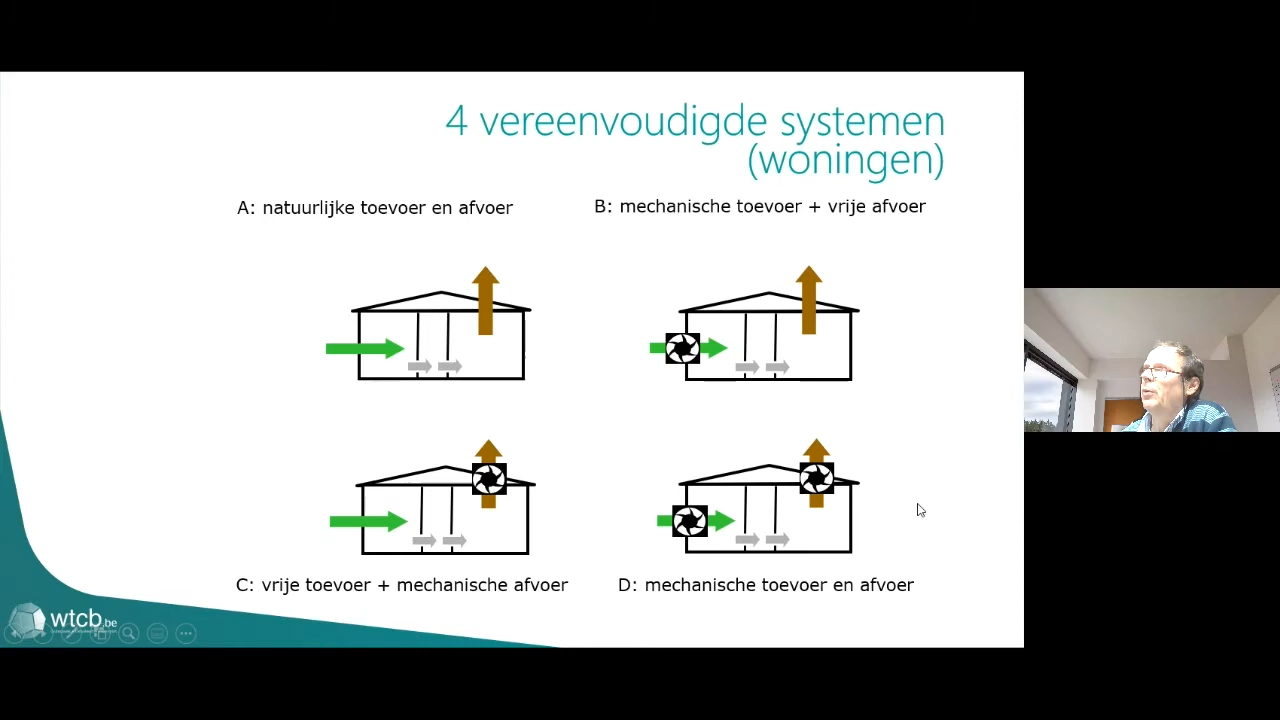 4 vereenvoudigde systemen
(woningen)
A: natuurlijke toevoer en afvoer
B: mechanische toevoer + vrije afvoer
C: vrije toevoer + mechanische afvoer
D: mechanische toevoer en afvoer
wtcb.be